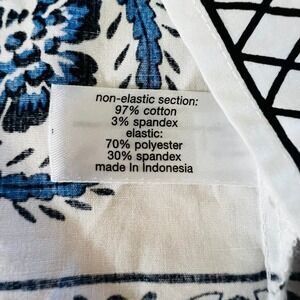 non-elastic section:
97% cotton
3% spandex
elastic:
70% polyester
30% spandex
made in Indonesia